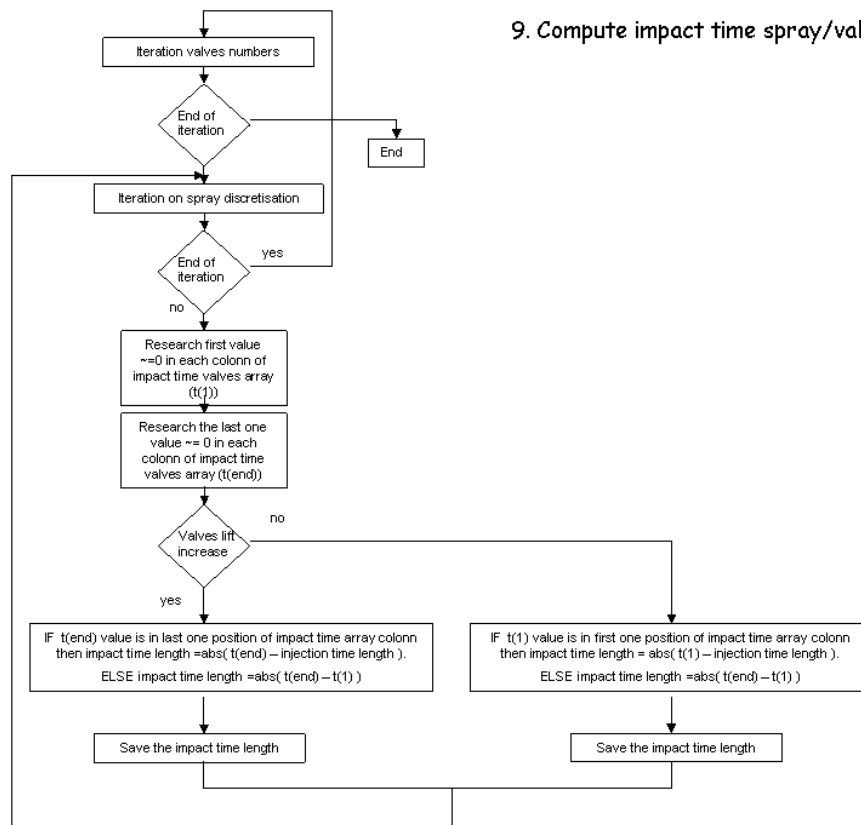 9. Compute impact time spray/val
Iteration valves numbers
End of
iteration
End
Iteration on spray discretisation
End of
iteration
yes
no
Research first value
~=0 in each colonn of
impact time valves array
(t(1))
Research the last one
value ~= 0 in each
colonn of impact time
valves array (t(end))
Valves lift
increase
no
yes
IF t(end) value is in last one position of impact time array colonn
then impact time length =abs( t(end) – injection time length ).
ELSE impact time length =abs( t(end) – t(1) )
IF t(1) value is in first one position of impact time array colonn
then impact time length = abs( t(1) – injection time length ).
ELSE impact time length =abs( t(end) – t(1) )
Save the impact time length
Save the impact time length